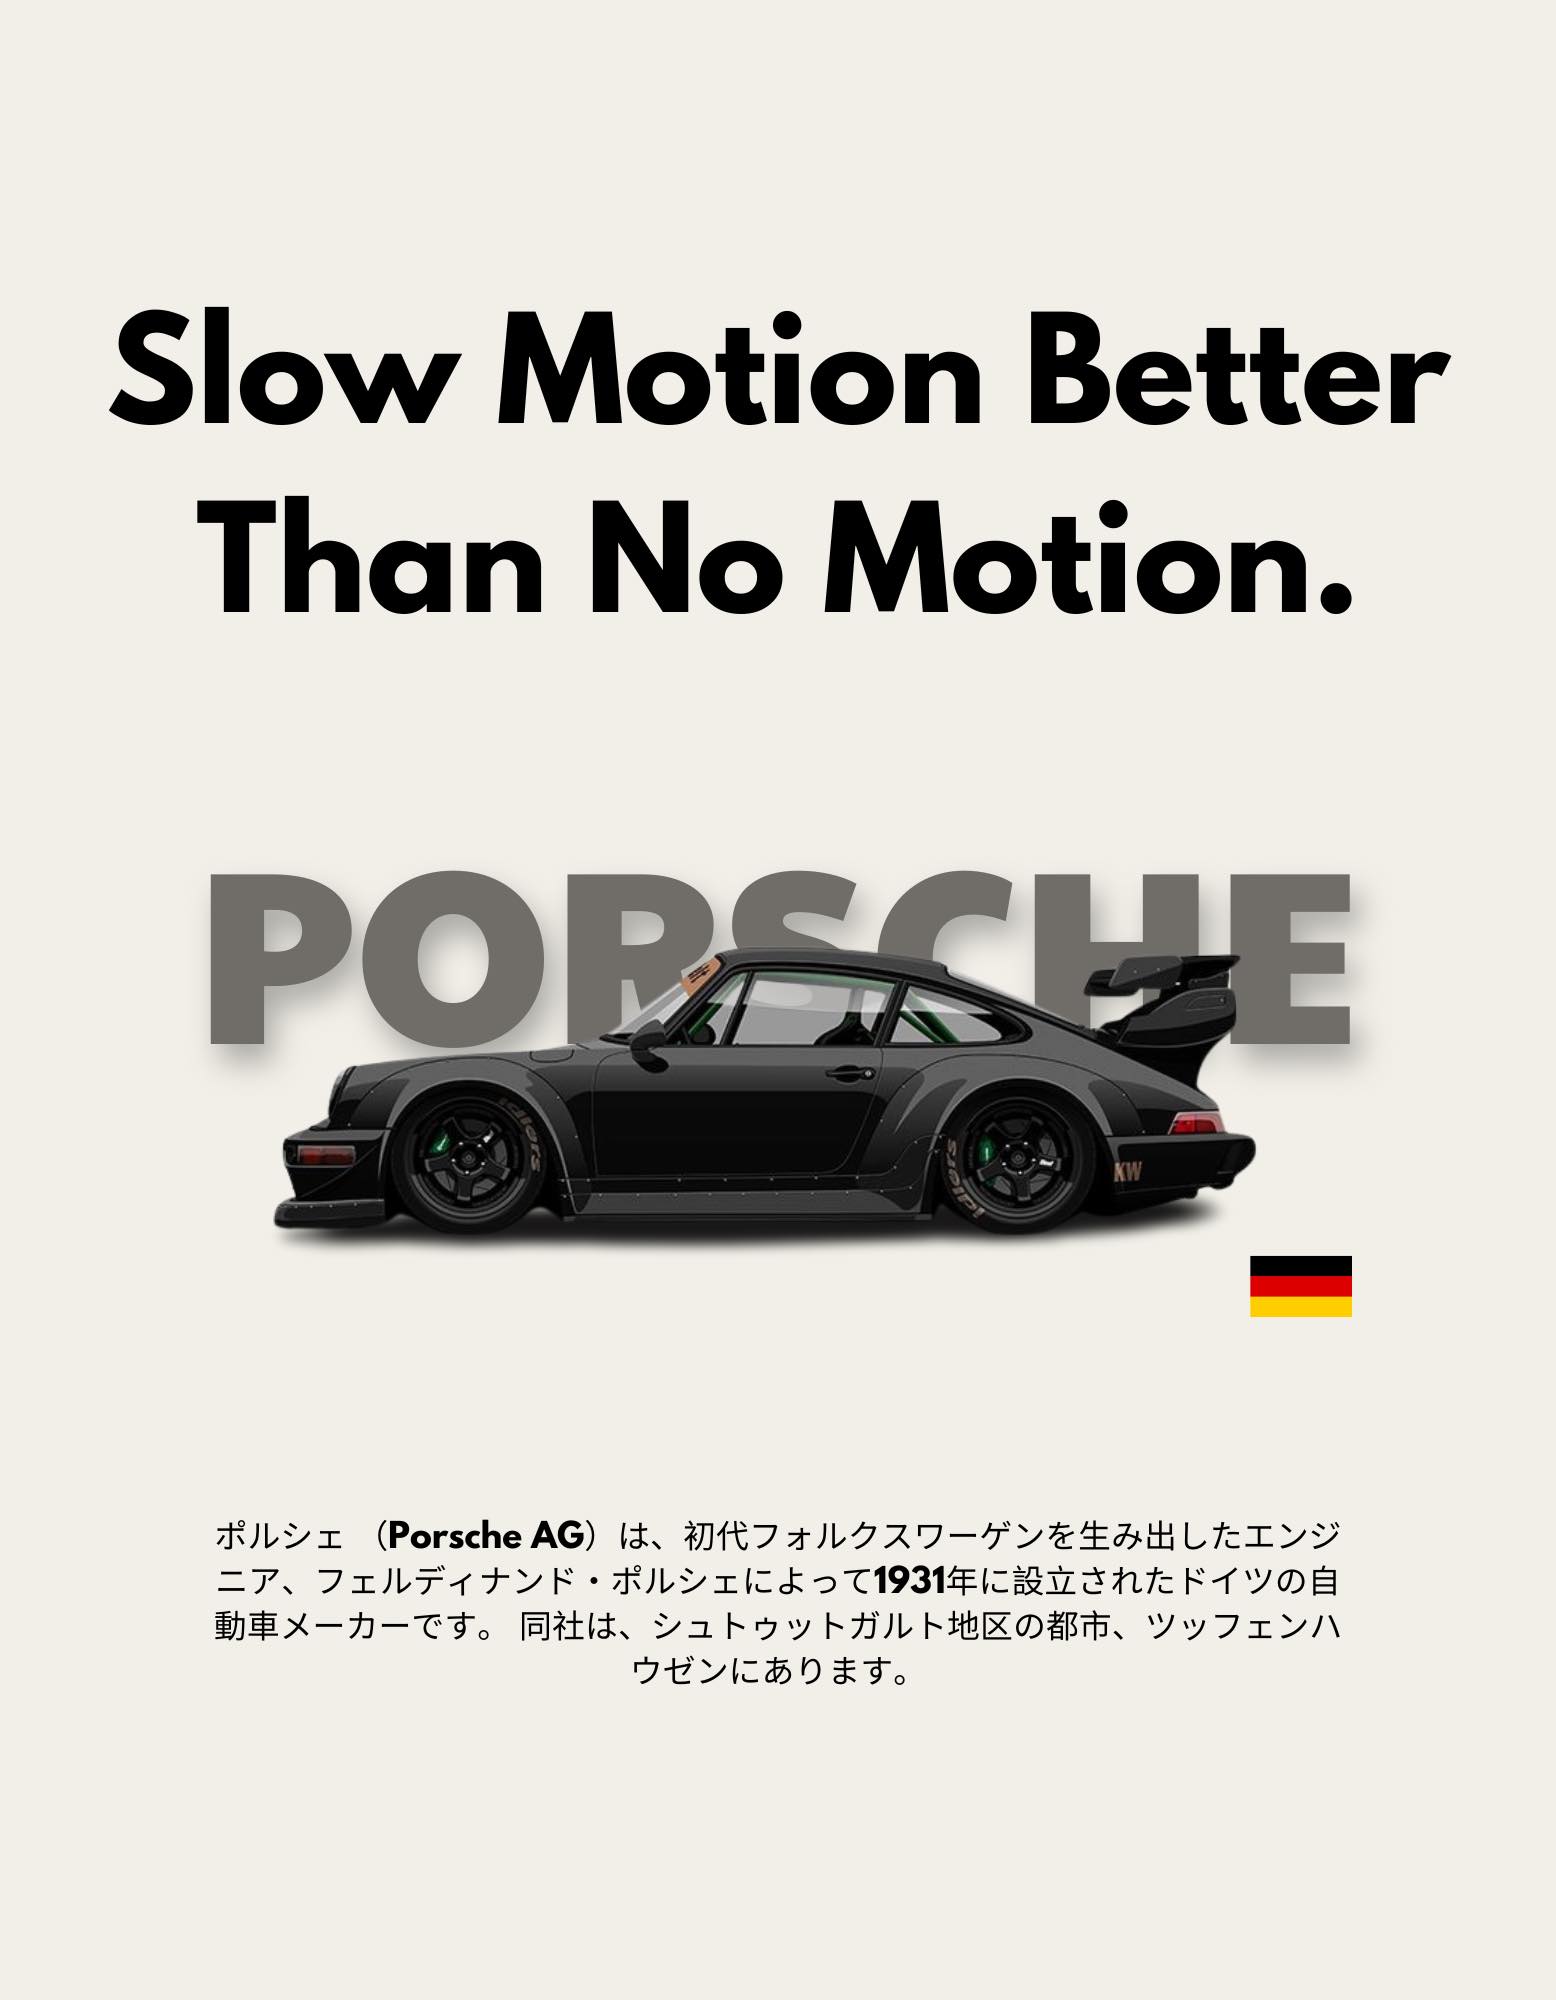 Slow Motion Better
Than No Motion.
PORSCHE
idlers
idlers
KW
ポルシェ （Porsche AG）は、初代フォルクスワーゲンを生み出したエンジ
ニア、フェルディナンド・ポルシェによって1931年に設立されたドイツの自
動車メーカーです。 同社は、シュトゥットガルト地区の都市、ツッフェンハ
ウゼンにあります。